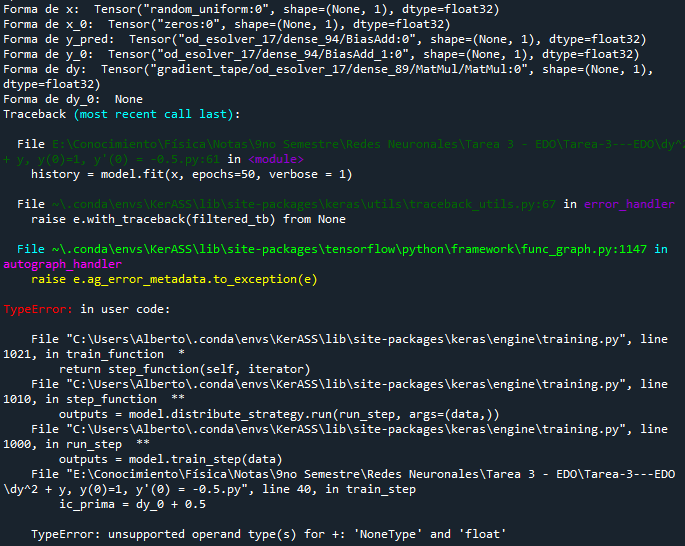 Forma de x:  Tensor("random_uniform:0", shape=(None, 1), dtype=float32)
Forma de x_0:  Tensor("zeros:0", shape=(None, 1), dtype=float32)
Forma de y_pred:  Tensor("od_esolver_17/dense_94/BiasAdd:0", shape=(None, 1), dtype=float32)
Forma de y_0:  Tensor("od_esolver_17/dense_94/BiasAdd_1:0", shape=(None, 1), dtype=float32)
Forma de dy:  Tensor("gradient_tape/od_esolver_17/dense_89/MatMul/MatMul:0", shape=(None, 1),
dtype=float32)
Forma de dy_0:  None
Traceback (most recent call last):
File E:\Conocimiento\Física\Notas\9no Semestre\Redes Neuronales\Tarea 3 - EDO\Tarea-3---EDO\dy^2
+ y, y(0)=1, y'(0) = -0.5.py:61 in <module>
history = model.fit(x, epochs=50, verbose = 1)
File ~\.conda\envs\KerASS\lib\site-packages\keras\utils\traceback_utils.py:67 in error_handler
raise e.with_traceback(filtered_tb) from None
File ~\.conda\envs\KerASS\lib\site-packages\tensorflow\python\framework\func_graph.py:1147 in
autograph_handler
raise e.ag_error_metadata.to_exception(e)
TypeError: in user code:
File "C:\Users\Alberto\.conda\envs\KerASS\lib\site-packages\keras\engine\training.py", line
1021, in train_function  *
return step_function(self, iterator)
File "C:\Users\Alberto\.conda\envs\KerASS\lib\site-packages\keras\engine\training.py", line
1010, in step_function  **
outputs = model.distribute_strategy.run(run_step, args=(data,))
File "C:\Users\Alberto\.conda\envs\KerASS\lib\site-packages\keras\engine\training.py", line
1000, in run_step  **
outputs = model.train_step(data)
File "E:\Conocimiento\Física\Notas\9no Semestre\Redes Neuronales\Tarea 3 - EDO\Tarea-3---EDO
\dy^2 + y, y(0)=1, y'(0) = -0.5.py", line 40, in train_step
ic_prima = dy_0 + 0.5
TypeError: unsupported operand type(s) for +: 'NoneType' and 'float'